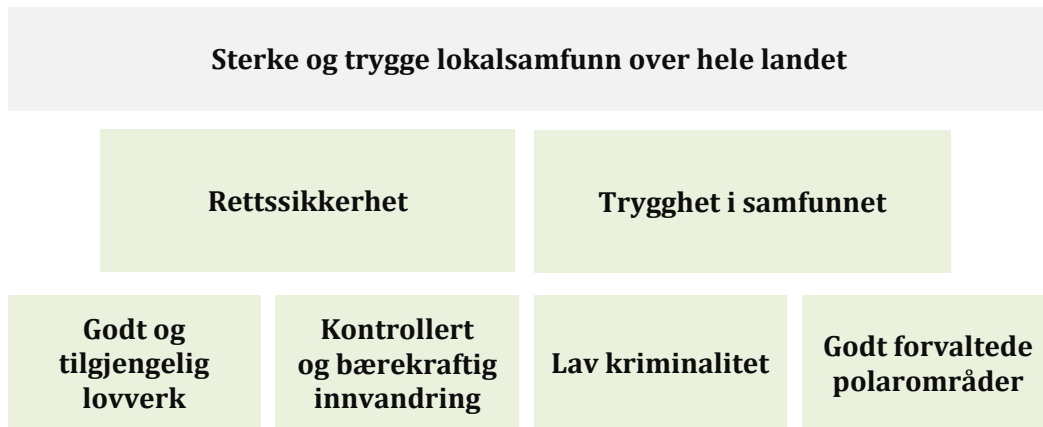 Sterke og trygge lokalsamfunn over hele landet
Rettssikkerhet
Trygghet i samfunnet
Godt og
tilgjengelig
lovverk
Kontrollert
og bærekraftig
innvandring
Lav kriminalitet
Godt forvaltede
polarområder